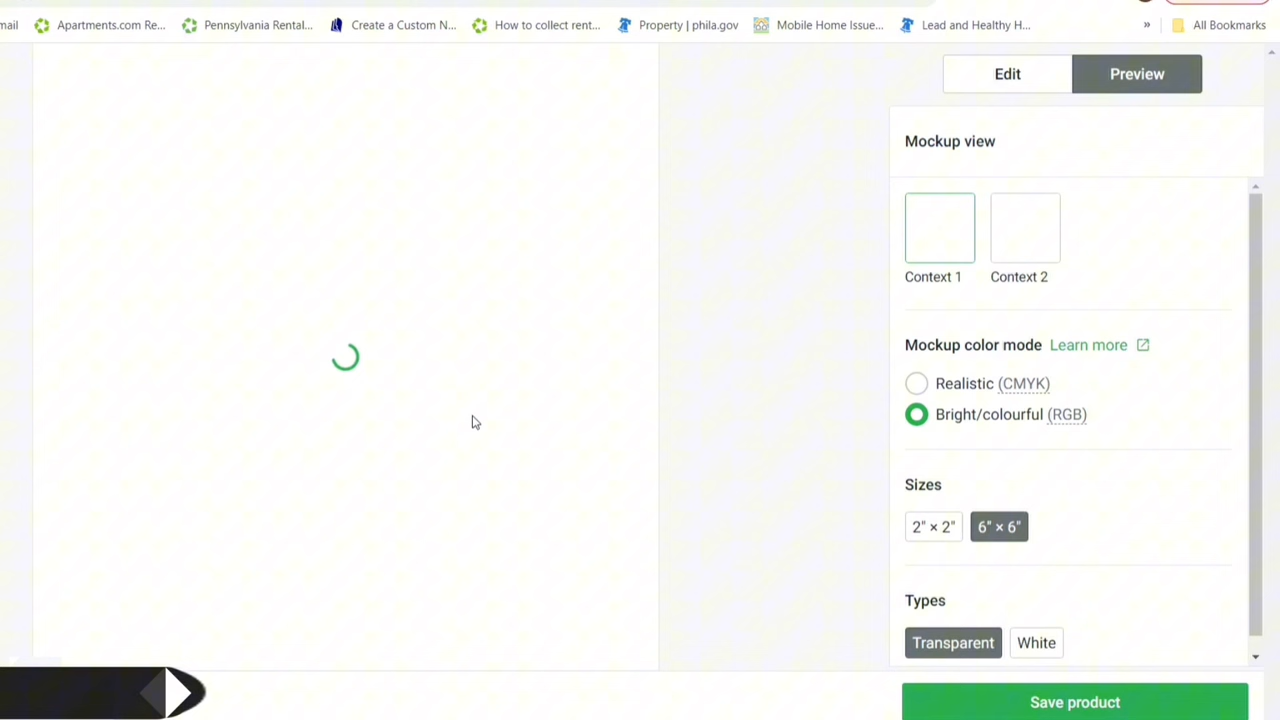 mail
Apartments.com Re...
Pennsylvania Rental...
Create a Custom N...
How to collect rent...
Property | phila.gov
Mobile Home Issue...
Lead and Healthy H...
»
All Bookmarks
Edit
Preview
Mockup view
Context 1
Context 2
Mockup color mode Learn more
Realistic (CMYK)
Bright/colourful (RGB)
Sizes
2" × 2"
6" × 6"
Types
Transparent
White
Save product